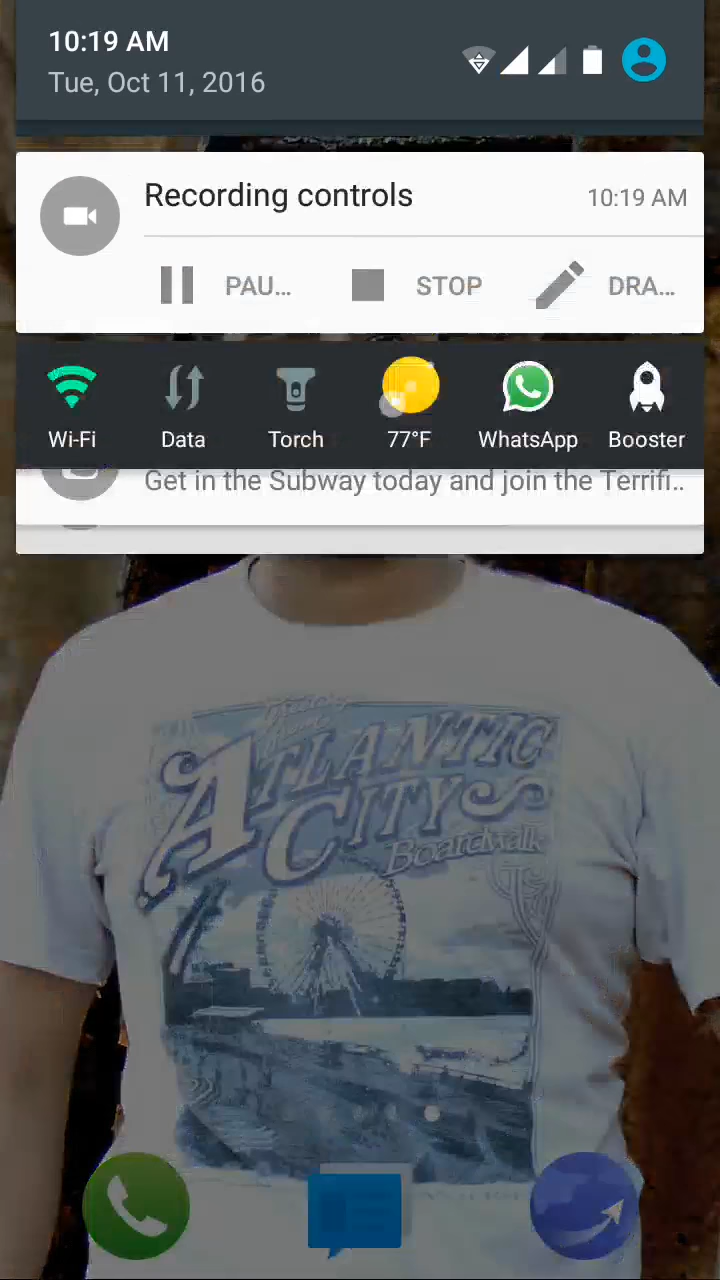 10:19 AM
Tue, Oct 11, 2016
Recording controls
10:19 AM
PAU...
STOP
DRA...
Wi-Fi
Data
Torch
77°F
WhatsApp
Booster
Get in the Subway today and join the Terrifi..
ATLANTIC
CITY
Boardwalk